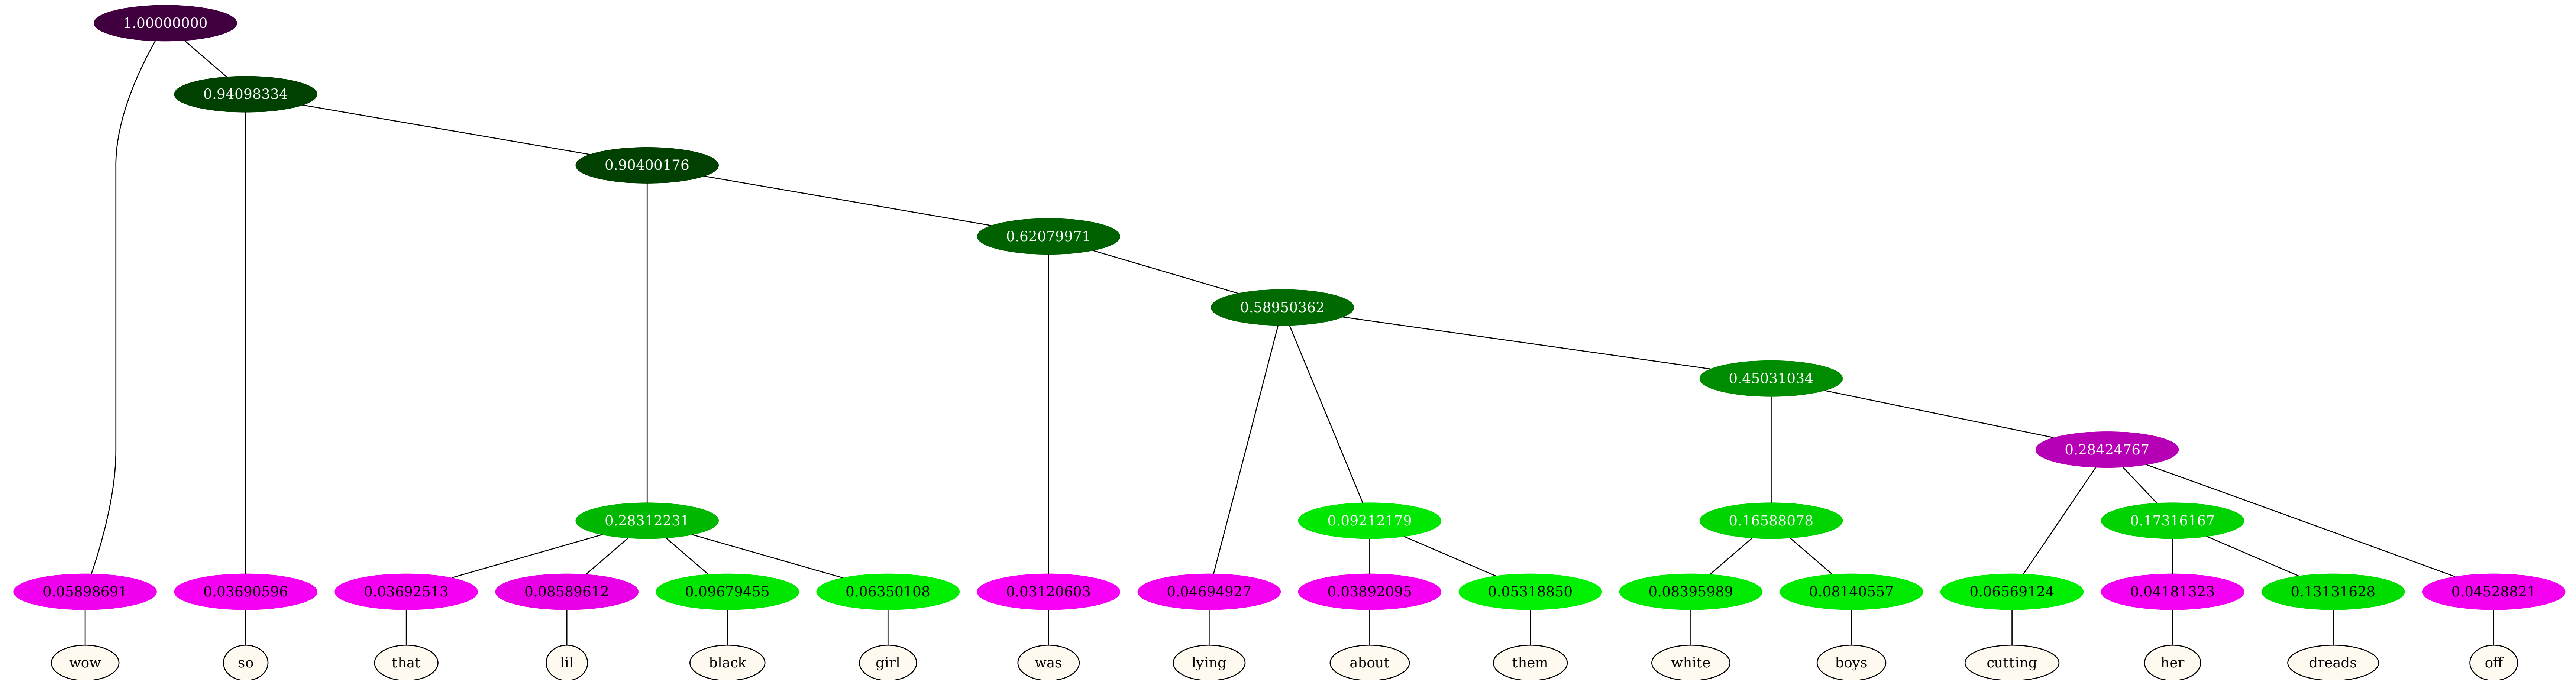 1.00000000
0.94098334
0.90400176
0.62079971
0.58950362
0.45031034
0.28424767
0.28312231 0.09212179 0.16588078 0.17316167
0.05898691 0.03690596 0.03692513 0.08589612 0.09679455 0.06350108 0.03120603 0.04694927 0.03892095 0.05318850 0.08395989 0.08140557 0.06569124 0.04181323 0.13131628 0.04528821
wow so that lil black girl was lying about them white boys cutting her dreads off